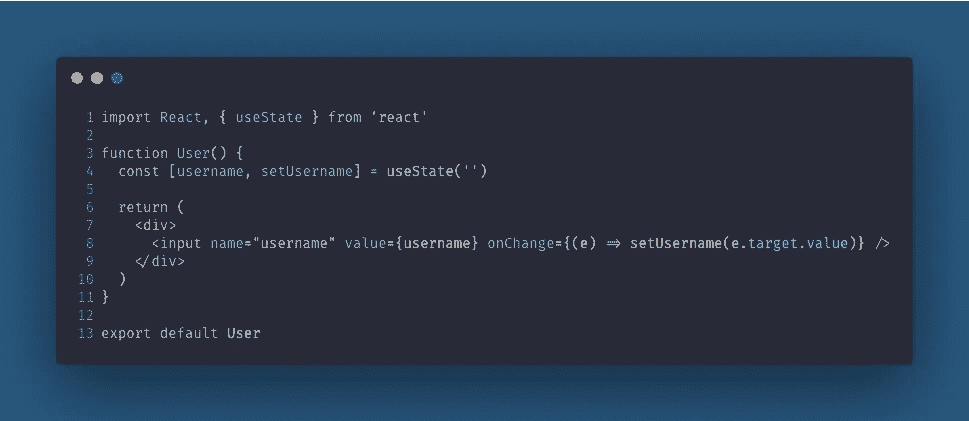 1 import React, { useState } from 'react'
2
3 function User() {
4   const [username, setUsername] = useState('')
5
6   return (
7     <div>
8       <input name="username" value={username} onChange={(e) => setUsername(e.target.value)} />
9     </div>
10   )
11 }
12
13 export default User